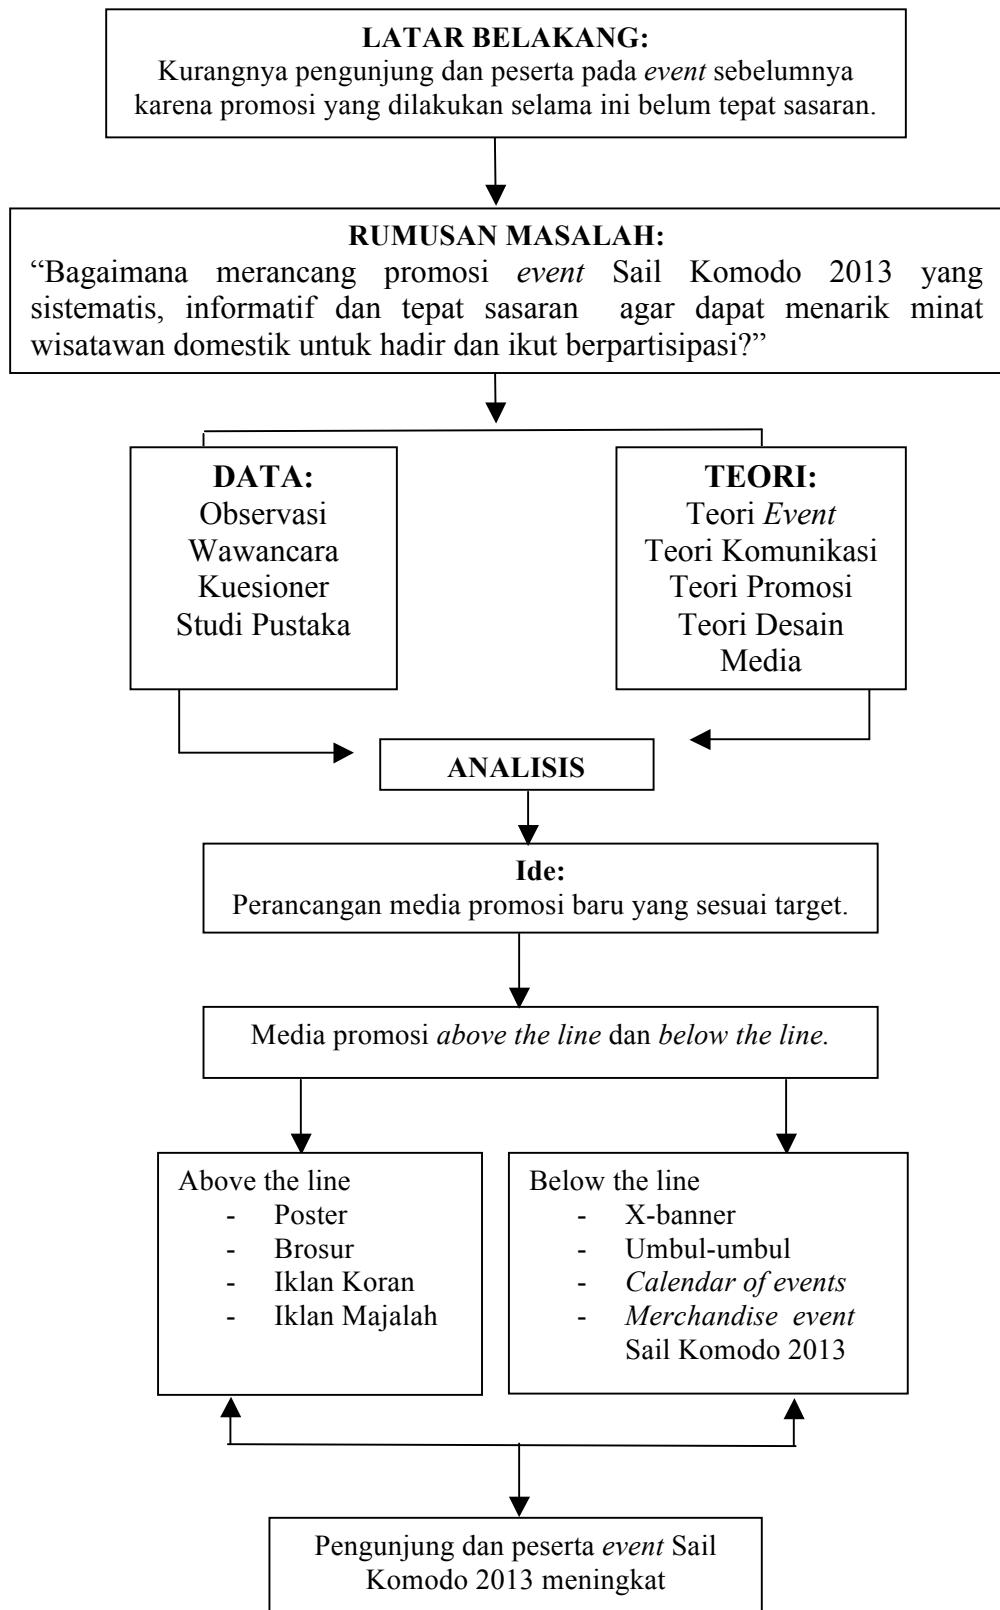 LATAR BELAKANG:
Kurangnya pengunjung dan peserta pada event sebelumnya
karena promosi yang dilakukan selama ini belum tepat sasaran.
RUMUSAN MASALAH:
“Bagaimana merancang promosi event Sail Komodo 2013 yang
sistematis, informatif dan tepat sasaran agar dapat menarik minat
wisatawan domestik untuk hadir dan ikut berpartisipasi?”
DATA:
Observasi
Wawancara
Kuesioner
Studi Pustaka
TEORI:
Teori Event
Teori Komunikasi
Teori Promosi
Teori Desain
Media
ANALISIS
Ide:
Perancangan media promosi baru yang sesuai target.
Media promosi above the line dan below the line.
Above the line
- Poster
- Brosur
- Iklan Koran
- Iklan Majalah
Below the line
- X-banner
- Umbul-umbul
- Calendar of events
- Merchandise event
Sail Komodo 2013
Pengunjung dan peserta event Sail
Komodo 2013 meningkat